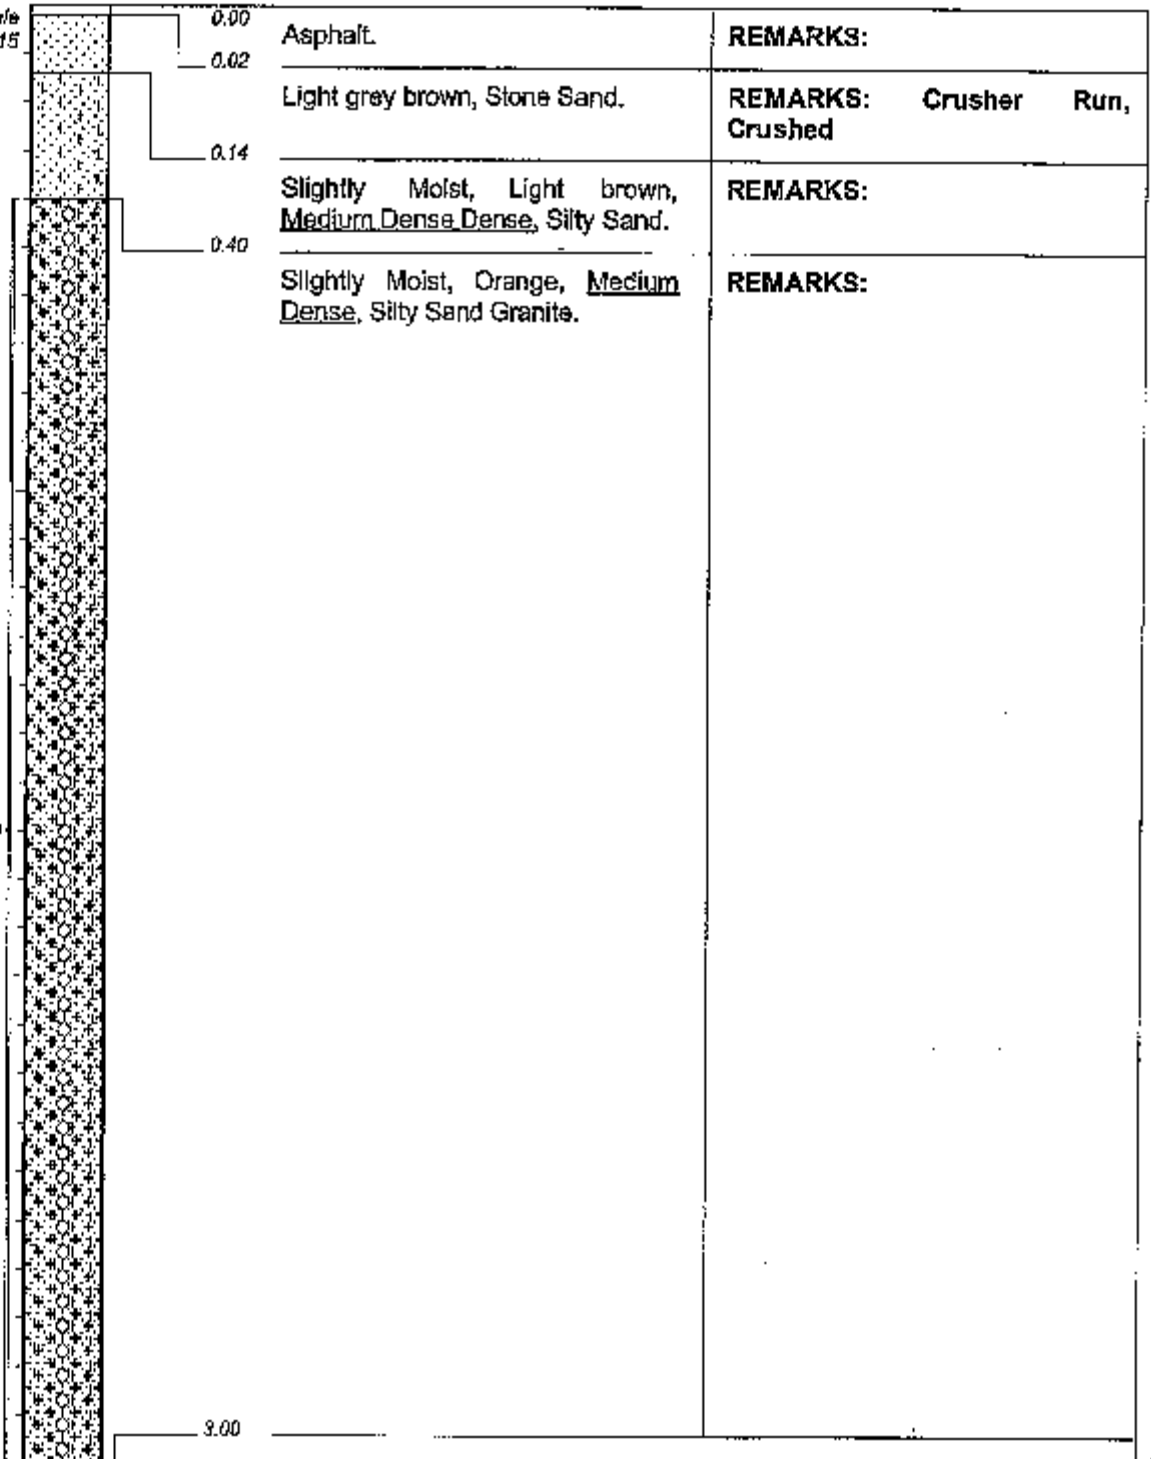 0.00
Asphalt.
REMARKS:
15
0.02
Light grey brown, Stone Sand.
REMARKS: Crusher Run,
Crushed
0.14
Slightly Moist, Light brown,
Medium Dense Dense, Silty Sand.
REMARKS:
0.40
Slightly Moist, Orange, Medium
Dense, Silty Sand Granite.
REMARKS:
3.00